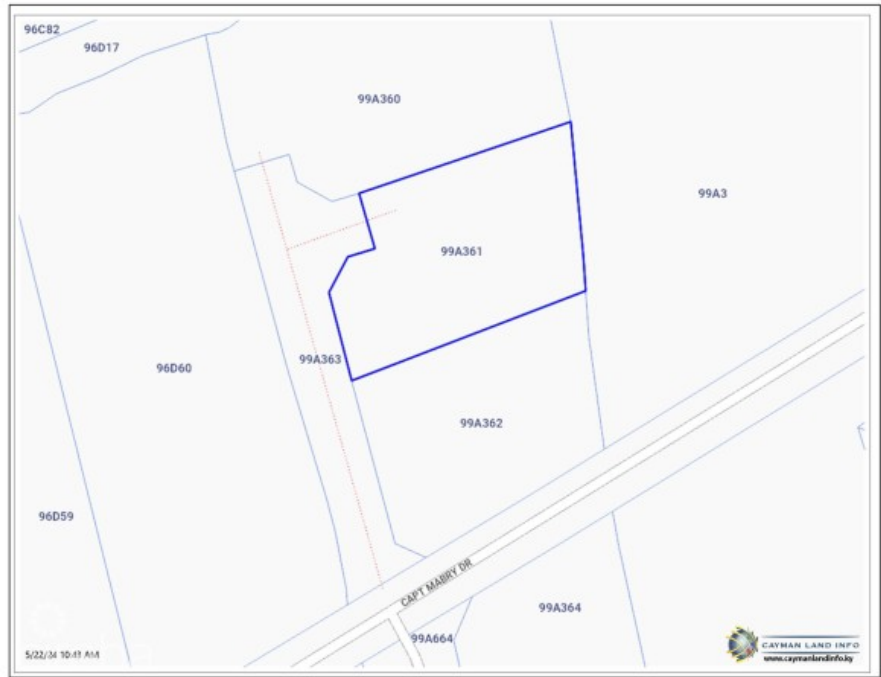 96C82
96D17
99A360
99A3
99A361
99A363
96D60
99A362
96D59
CAPT MABRY DR
99A364
99A664
5/22/24 10:43 AM
CAYMAN LAND INFO
www.caymanlandinfo.ky